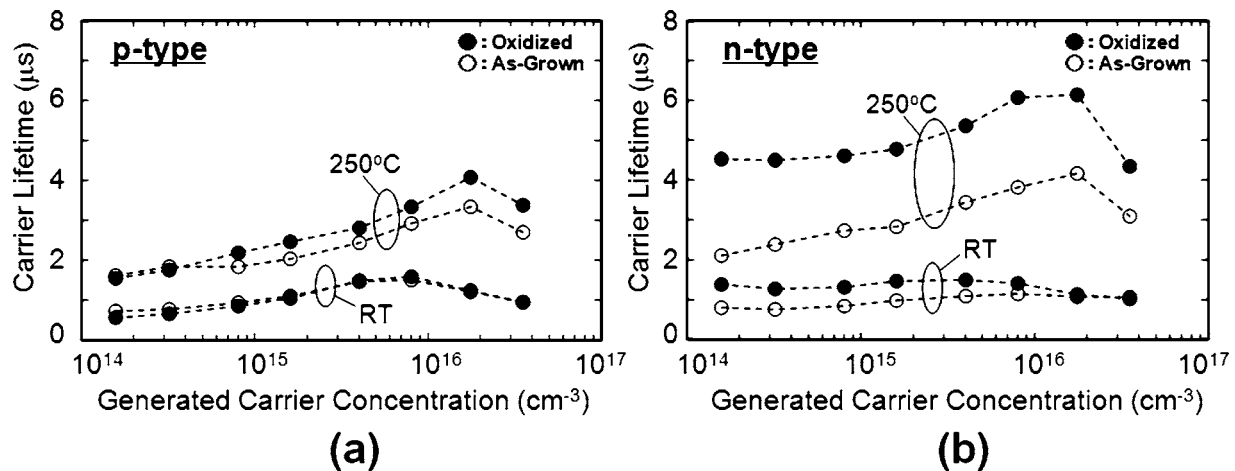 p-type
● : Oxidized
○ : As-Grown
Carrier Lifetime (μs)
8
6
4
2
0
250°C
RT
10^14
10^15
10^16
10^17
Generated Carrier Concentration (cm^-3)
(a)
n-type
● : Oxidized
○ : As-Grown
Carrier Lifetime (μs)
8
6
4
2
0
250°C
RT
10^14
10^15
10^16
10^17
Generated Carrier Concentration (cm^-3)
(b)